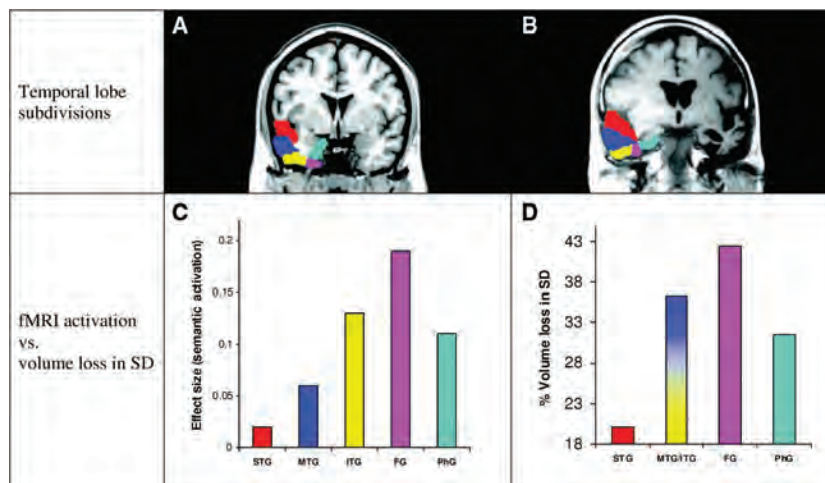 Temporal lobe
subdivisions
A
B
fMRI activation
vs.
volume loss in SD
C
Effect size (semantic activation)
0.2
0.15
0.1
0.05
0
STG MTG ITG FG PhG
D
% Volume loss in SD
43
38
33
28
23
18
STG MTG/ITG FG PhG